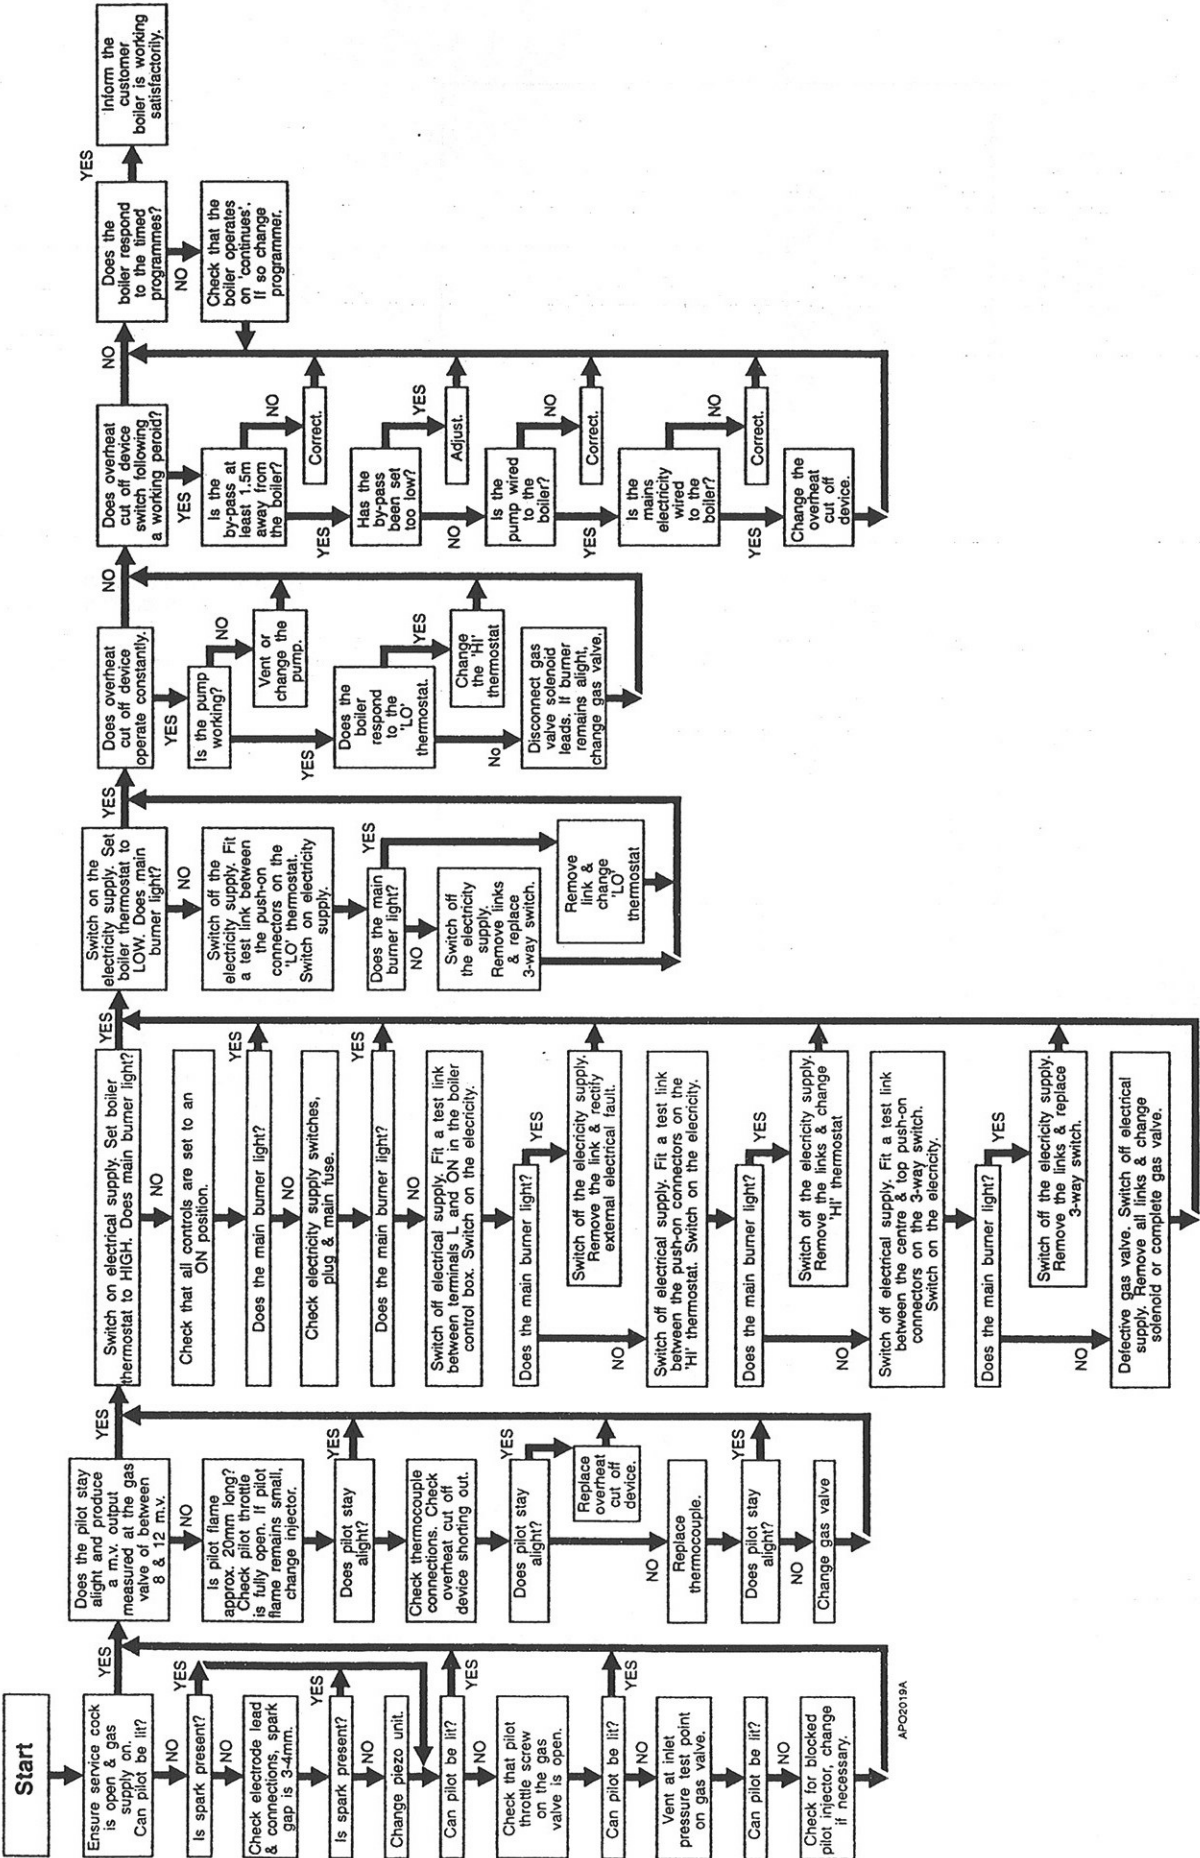 Start
Ensure service cock
is open & gas
supply on.
Can pilot be lit?
YES
NO
Is spark present?
YES
NO
Check electrode lead
& connections, spark
gap is 3-4mm.
Is spark present?
YES
NO
Change piezo unit.
Can pilot be lit?
YES
NO
Check that pilot
throttle screw
on the gas
valve is open.
Can pilot be lit?
YES
NO
Vent at inlet
pressure test point
on gas valve.
Can pilot be lit?
NO
Check for blocked
pilot injector, change
if necessary.
Does the pilot stay
alight and produce
a m.v. output
measured at the gas
valve of between
8 & 12 m.v.
YES
NO
Is pilot flame
approx. 20mm long?
Check pilot throttle
is fully open. If pilot
flame remains small,
change injector.
Does pilot stay
alight?
YES
Check thermocouple
connections. Check
overheat cut off
device shorting out.
Does pilot stay
alight?
YES
Replace
overheat
cut off
device.
NO
Replace
thermocouple.
Does pilot stay
alight?
YES
NO
Change gas valve
Switch on electrical supply. Set boiler
thermostat to HIGH. Does main burner light?
YES
NO
Check that all controls are set to an
ON position.
Does the main burner light?
YES
NO
Check electricity supply switches,
plug & main fuse.
Does the main burner light?
YES
NO
Switch off electrical supply. Fit a test link
between terminals L and ON in the boiler
control box. Switch on the elecricity.
Does the main burner light?
YES
Switch off the elecricity supply.
Remove the link & rectify
external electrical fault.
NO
Switch off electrical supply. Fit a test link
between the push-on connectors on the
'HI' thermostat. Switch on the elecricity.
Does the main burner light?
YES
Switch off the elecricity supply.
Remove the links & change
'HI' thermostat
NO
Switch off electrical supply. Fit a test link
between the centre & top push-on
connectors on the 3-way switch.
Switch on the elecricity.
Does the main burner light?
YES
Switch off the elecricity supply.
Remove the links & replace
3-way switch.
NO
Defective gas valve. Switch off electrical
supply. Remove all links & change
solenoid or complete gas valve.
Switch on the
electricity supply. Set
boiler thermostat to
LOW. Does main
burner light?
YES
NO
Switch off the
electricity supply. Fit
a test link between
the push-on
connectors on the
'LO' thermostat.
Switch on electricity
supply.
Does the main
burner light?
YES
NO
Switch off
the electricity
supply.
Remove links
& replace
3-way switch.
Remove
link &
change
'LO'
thermostat
Does overheat
cut off device
operate constantly.
NO
YES
Is the pump
working?
NO
Vent or
change the
pump.
YES
Does the
boiler
respond
to the
'LO'
thermostat.
YES
Change
the 'HI'
thermostat
No
Disconnect gas
valve solenoid
leads. If burner
remains alight,
change gas valve.
Does overheat
cut off device
switch following
a working peroid?
NO
YES
Is the
by-pass at
least 1.5m
away from
the boiler?
NO
Correct.
YES
Has the
by-pass
been set
too low?
YES
Adjust.
NO
Is the
pump wired
to the
boiler?
NO
Correct.
YES
Is the
mains
electricity
wired
to the
boiler?
NO
Correct.
YES
Change the
overheat
cut off
device.
Does the
boiler respond
to the timed
programmes?
YES
NO
Check that the
boiler operates
on 'continues'.
If so change
programmer.
Inform the
customer
boiler is working
satisfactorily.
APO2019A